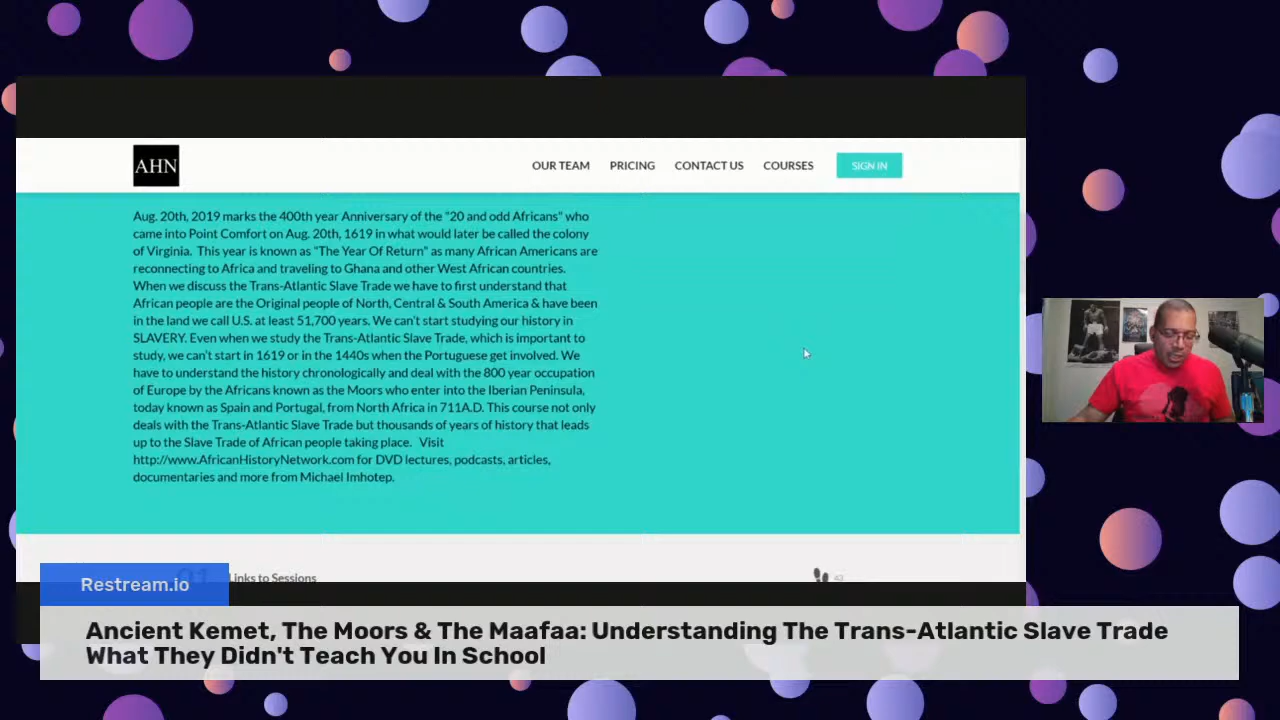 AHN
OUR TEAM PRICING CONTACT US COURSES SIGN IN
Aug. 20th, 2019 marks the 400th year Anniversary of the "20 and odd Africans" who
came into Point Comfort on Aug. 20th, 1619 in what would later be called the colony
of Virginia. This year is known as "The Year Of Return" as many African Americans are
reconnecting to Africa and traveling to Ghana and other West African countries.
When we discuss the Trans-Atlantic Slave Trade we have to first understand that
African people are the Original people of North, Central & South America & have been
in the land we call U.S. at least 51,700 years. We can't start studying our history in
SLAVERY. Even when we study the Trans-Atlantic Slave Trade, which is important to
study, we can't start in 1619 or in the 1440s when the Portuguese get involved. We
have to understand the history chronologically and deal with the 800 year occupation
of Europe by the Africans known as the Moors who enter into the Iberian Peninsula,
today known as Spain and Portugal, from North Africa in 711A.D. This course not only
deals with the Trans-Atlantic Slave Trade but thousands of years of history that leads
up to the Slave Trade of African people taking place. Visit
http://www.AfricanHistoryNetwork.com for DVD lectures, podcasts, articles,
documentaries and more from Michael Imhotep.
Links to Sessions
Restream.io
Ancient Kemet, The Moors & The Maafaa: Understanding The Trans-Atlantic Slave Trade
What They Didn't Teach You In School